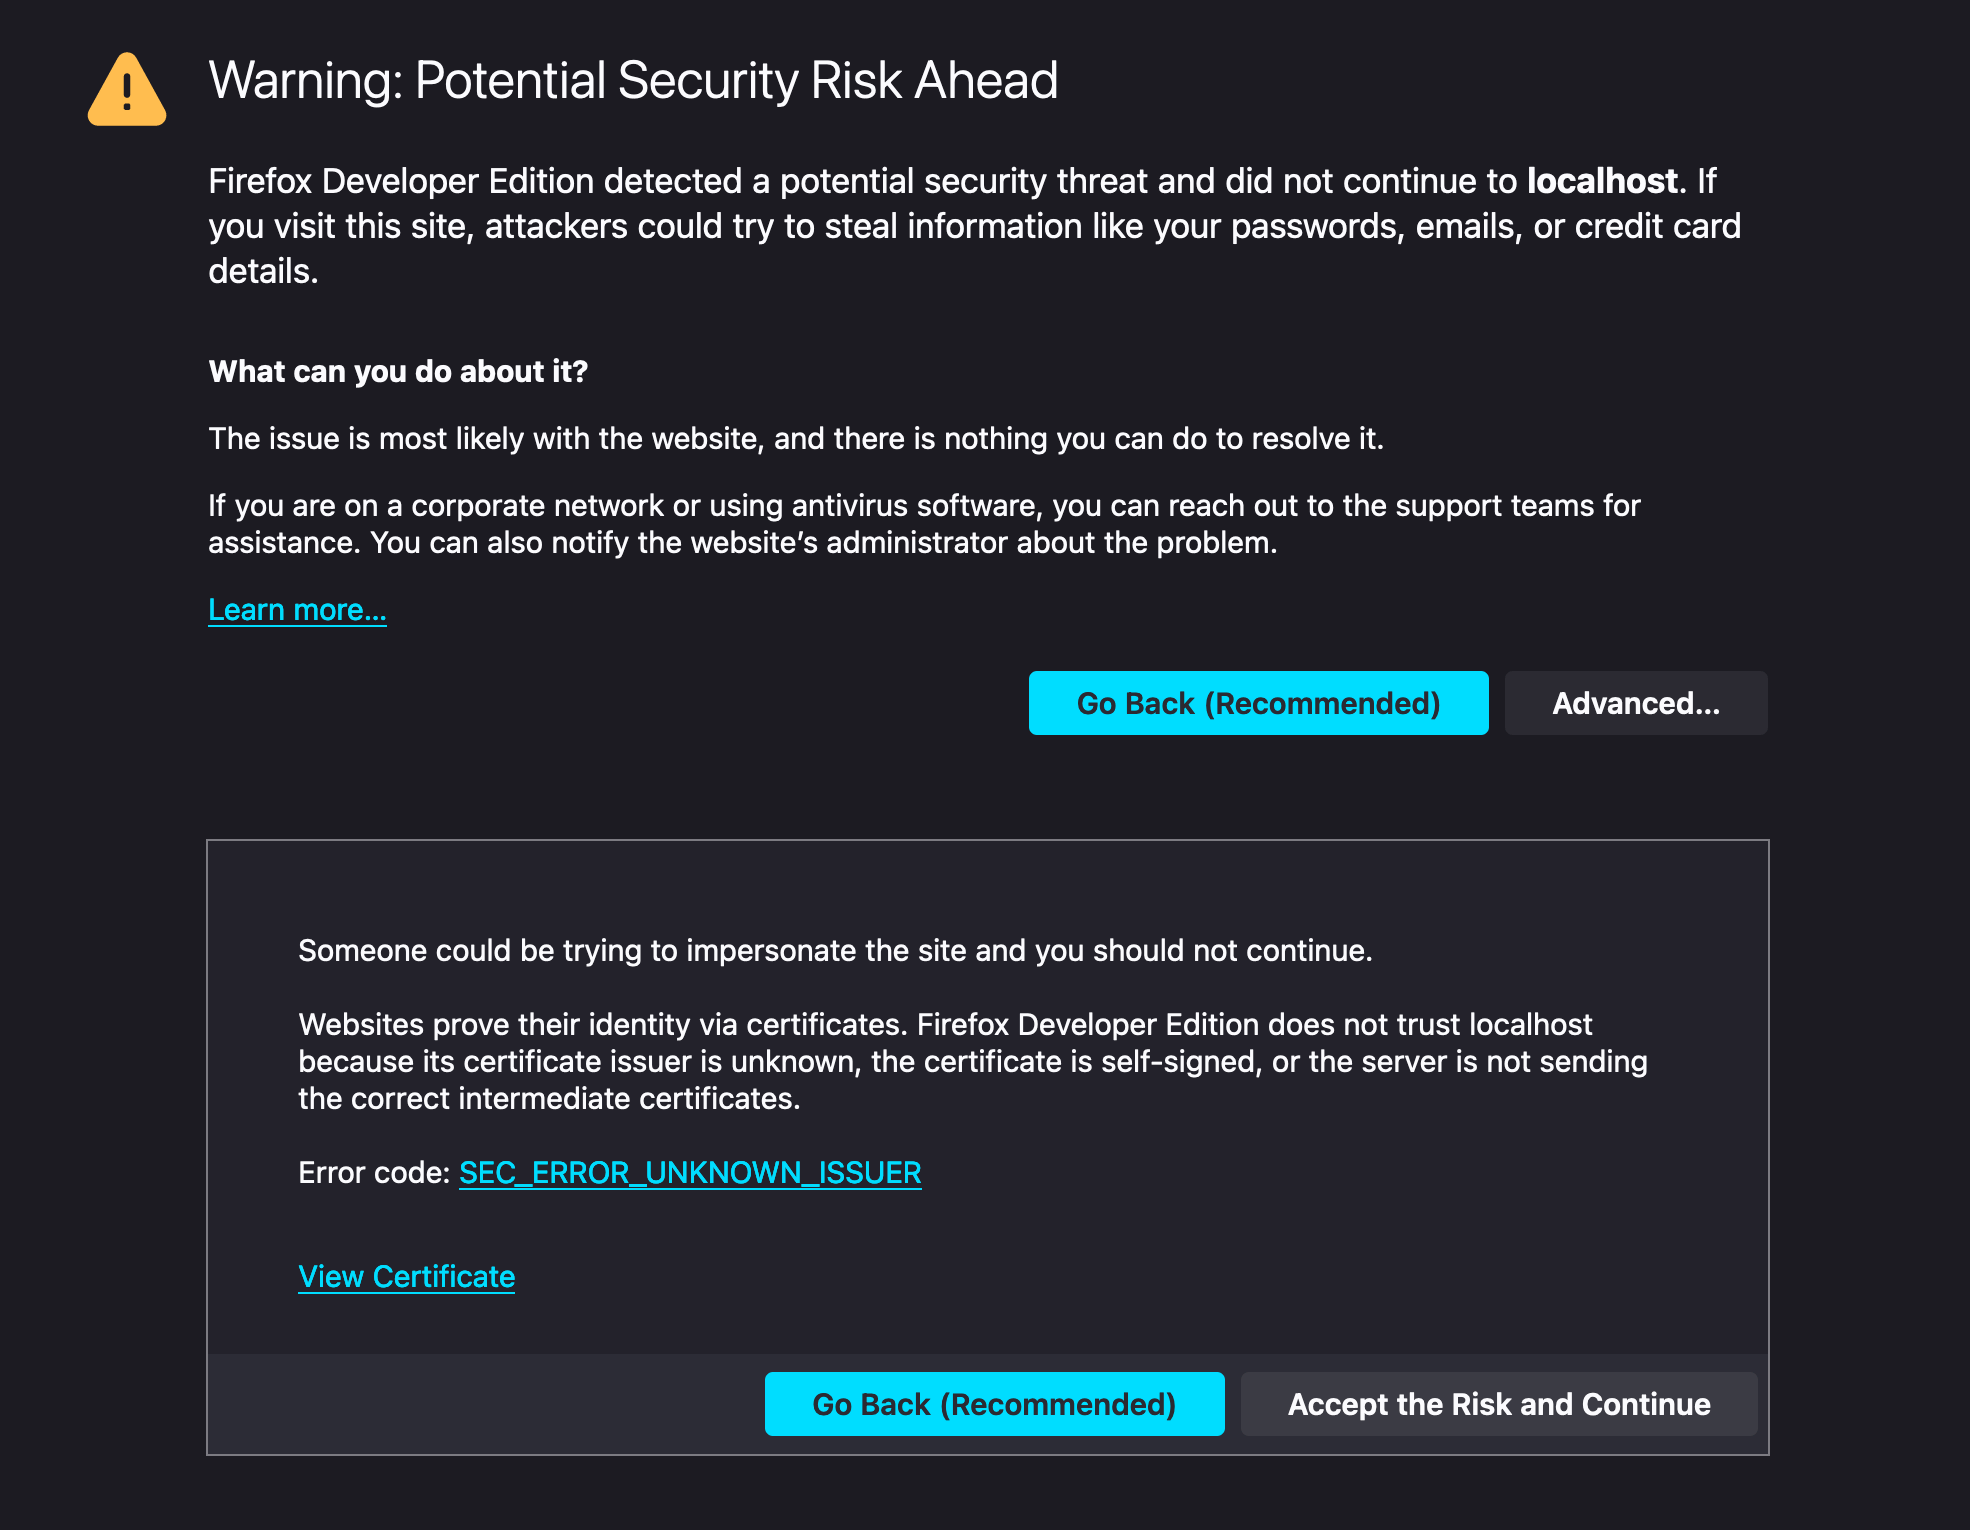 Warning: Potential Security Risk Ahead
Firefox Developer Edition detected a potential security threat and did not continue to localhost. If
you visit this site, attackers could try to steal information like your passwords, emails, or credit card
details.
What can you do about it?
The issue is most likely with the website, and there is nothing you can do to resolve it.
If you are on a corporate network or using antivirus software, you can reach out to the support teams for
assistance. You can also notify the website’s administrator about the problem.
Learn more...
Go Back (Recommended)
Advanced...
Someone could be trying to impersonate the site and you should not continue.
Websites prove their identity via certificates. Firefox Developer Edition does not trust localhost
because its certificate issuer is unknown, the certificate is self-signed, or the server is not sending
the correct intermediate certificates.
Error code: SEC_ERROR_UNKNOWN_ISSUER
View Certificate
Go Back (Recommended)
Accept the Risk and Continue